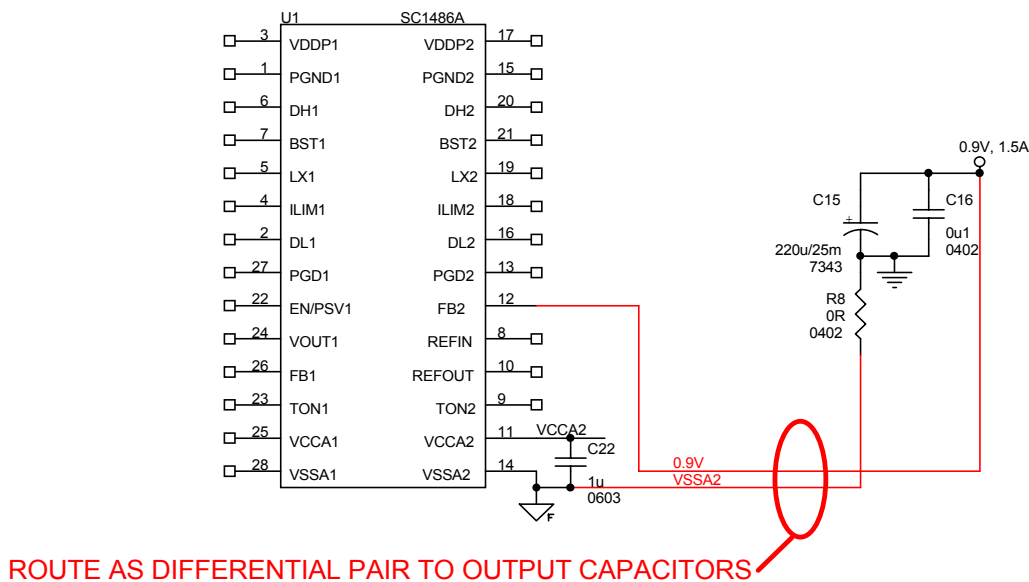 U1 SC1486A
3 VDDP1 VDDP2 17
1 PGND1 PGND2 15
6 DH1 DH2 20
7 BST1 BST2 21
5 LX1 LX2 19
4 ILIM1 ILIM2 18
2 DL1 DL2 16
27 PGD1 PGD2 13
22 EN/PSV1 FB2 12
24 VOUT1 REFIN 8
26 FB1 REFOUT 10
23 TON1 TON2 9
25 VCCA1 VCCA2 11 VCCA2
28 VSSA1 VSSA2 14
C22
1u
0603
F
0.9V, 1.5A
C15
+
220u/25m
7343
C16
0u1
0402
R8
0R
0402
0.9V
VSSA2
ROUTE AS DIFFERENTIAL PAIR TO OUTPUT CAPACITORS